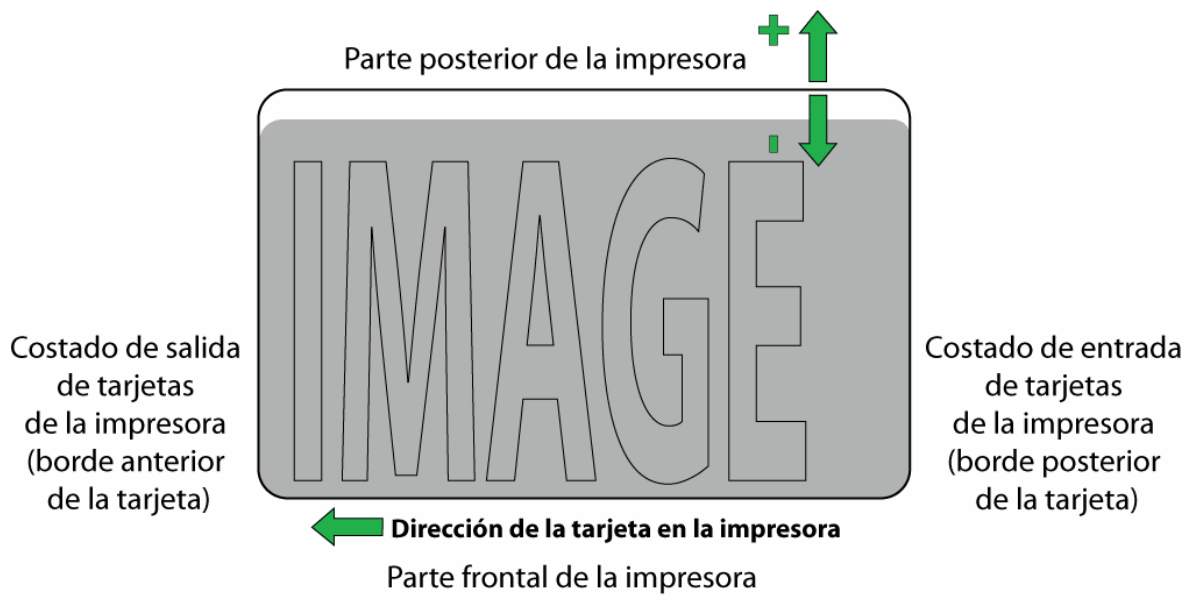 +
Parte posterior de la impresora
-
IMAGE
Costado de salida
de tarjetas
de la impresora
(borde anterior
de la tarjeta)
Costado de entrada
de tarjetas
de la impresora
(borde posterior
de la tarjeta)
Dirección de la tarjeta en la impresora
Parte frontal de la impresora